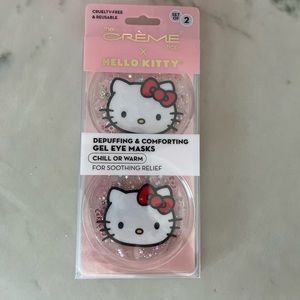 CRUELTY-FREE
& REUSABLE
SET OF 2
the
CRÈME
shop
X
HELLO KITTY
DEPUFFING & COMFORTING
GEL EYE MASKS
CHILL OR WARM
FOR SOOTHING RELIEF